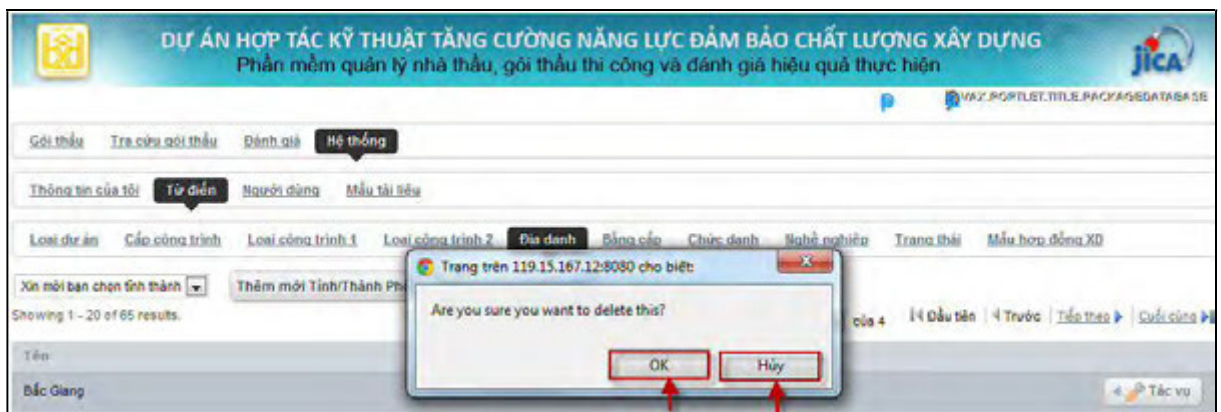 DỰ ÁN HỢP TÁC KỸ THUẬT TĂNG CƯỜNG NĂNG LỰC ĐẢM BẢO CHẤT LƯỢNG XÂY DỰNG
Phần mềm quản lý nhà thầu, gói thầu thi công và đánh giá hiệu quả thực hiện
jICA
VAZ.PORTLET.TITLE.PACKAGEDATABASE
Gói thầu Tra cứu gói thầu Đánh giá Hệ thống
Thông tin của tôi Từ điển Người dùng Mẫu tài liệu
Loại dự án Cấp công trình Loại công trình 1 Loại công trình 2 Địa danh Bằng cấp Chức danh Nghề nghiệp Trạng thái Mẫu hợp đồng XD
Trang trên 119.15.167.12:8080 cho biết:
Xin mời bạn chọn tỉnh thành Thêm mới Tỉnh/Thành
Are you sure you want to delete this?
Showing 1 - 20 of 65 results. của 4 Đầu tiên Trước Tiếp theo Cuối cùng
Tên
OK Hủy
Bắc Giang Tác vụ